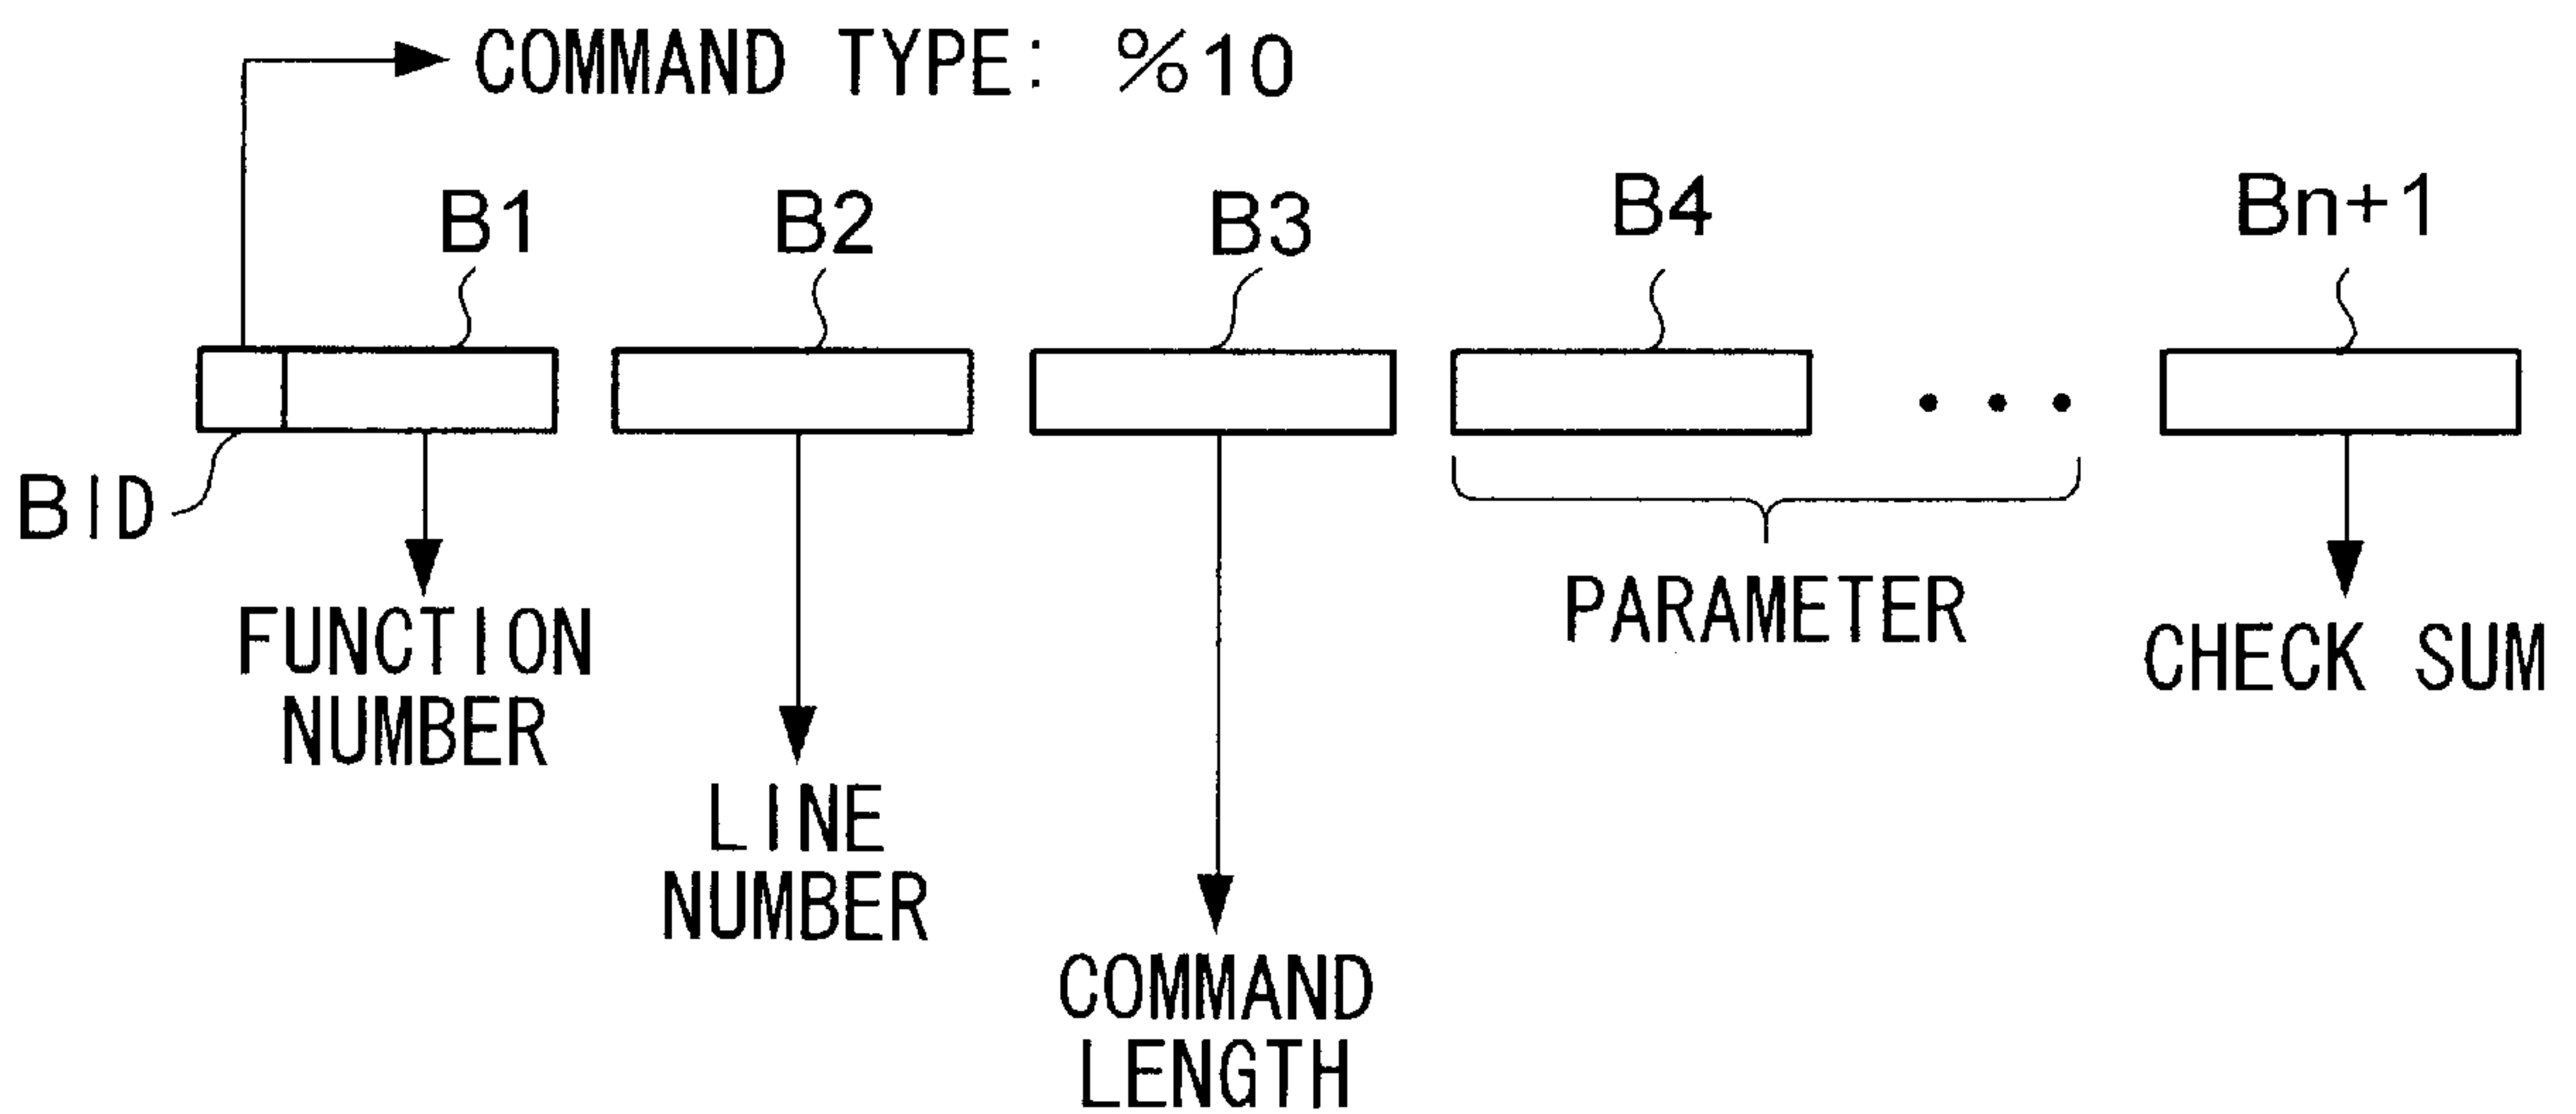 COMMAND TYPE: %10
B1
B2
B3
B4
Bn+1
BID
FUNCTION
NUMBER
LINE
NUMBER
COMMAND
LENGTH
PARAMETER
CHECK SUM